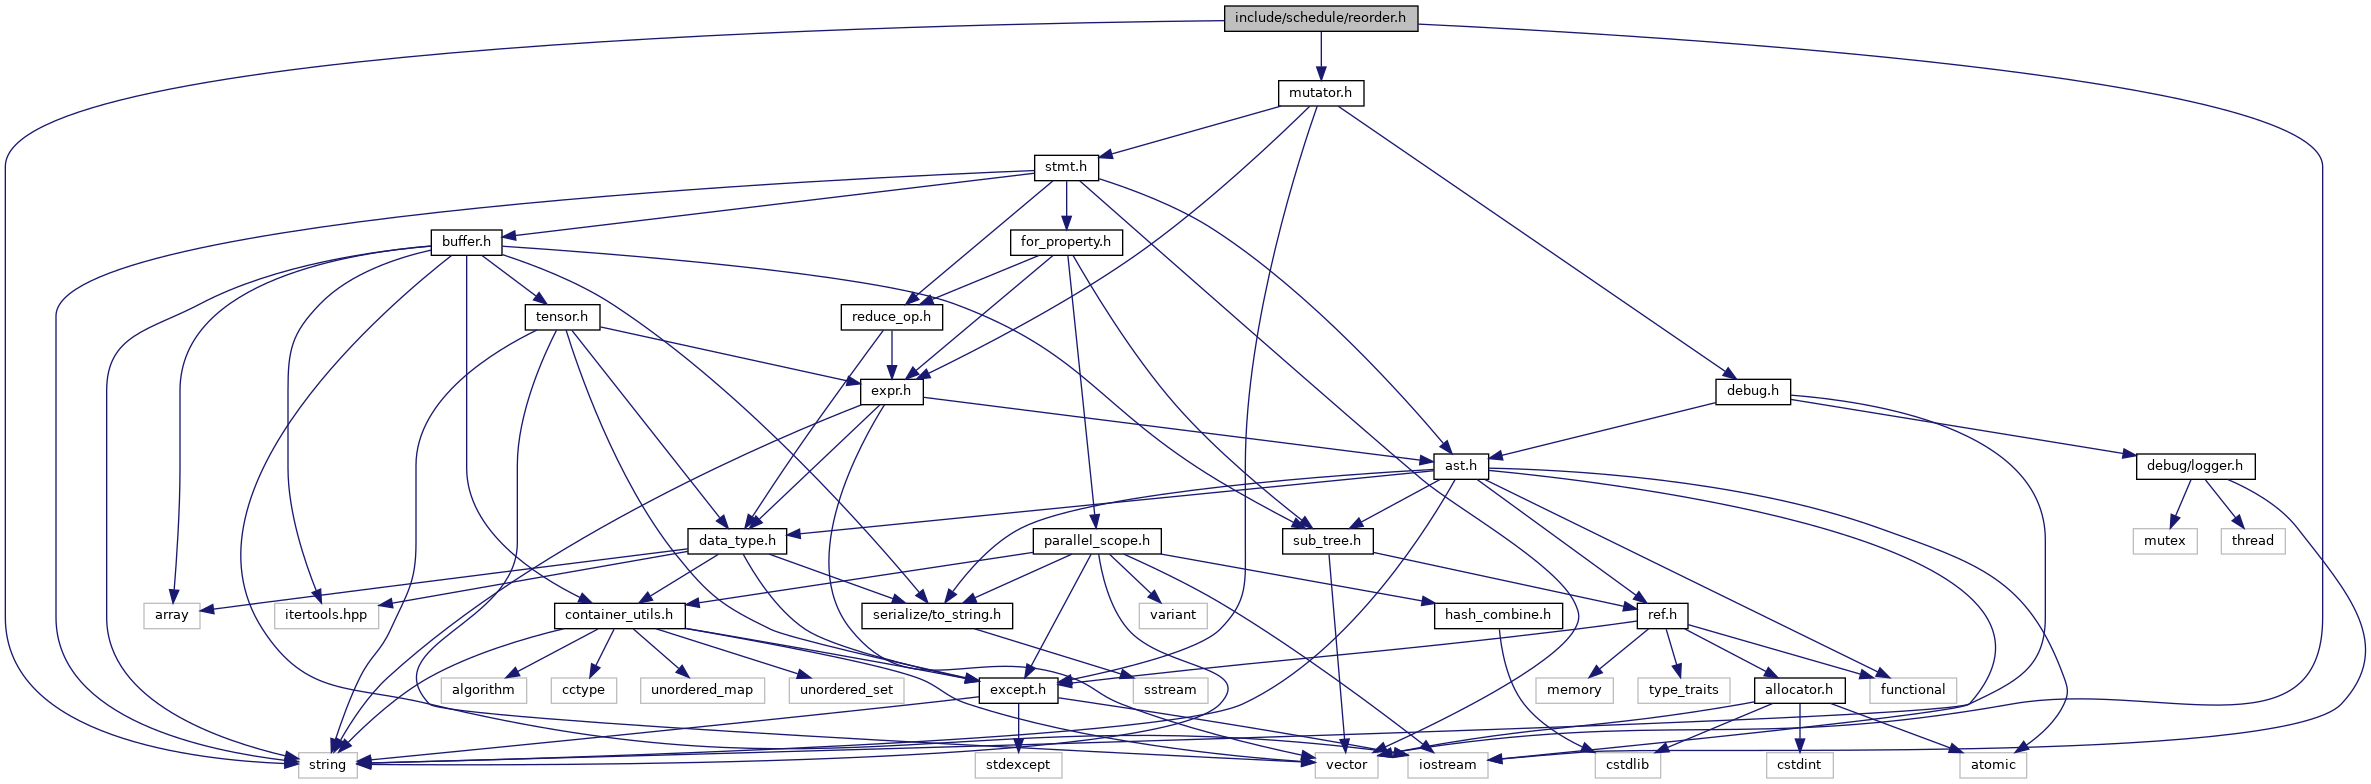 include/schedule/reorder.h
mutator.h
stmt.h
buffer.h
for_property.h
tensor.h
reduce_op.h
expr.h
debug.h
ast.h
debug/logger.h
data_type.h
parallel_scope.h
sub_tree.h
mutex
thread
array
itertools.hpp
container_utils.h
serialize/to_string.h
variant
hash_combine.h
ref.h
algorithm
cctype
unordered_map
unordered_set
except.h
sstream
memory
type_traits
allocator.h
functional
string
stdexcept
vector
iostream
cstdlib
cstdint
atomic